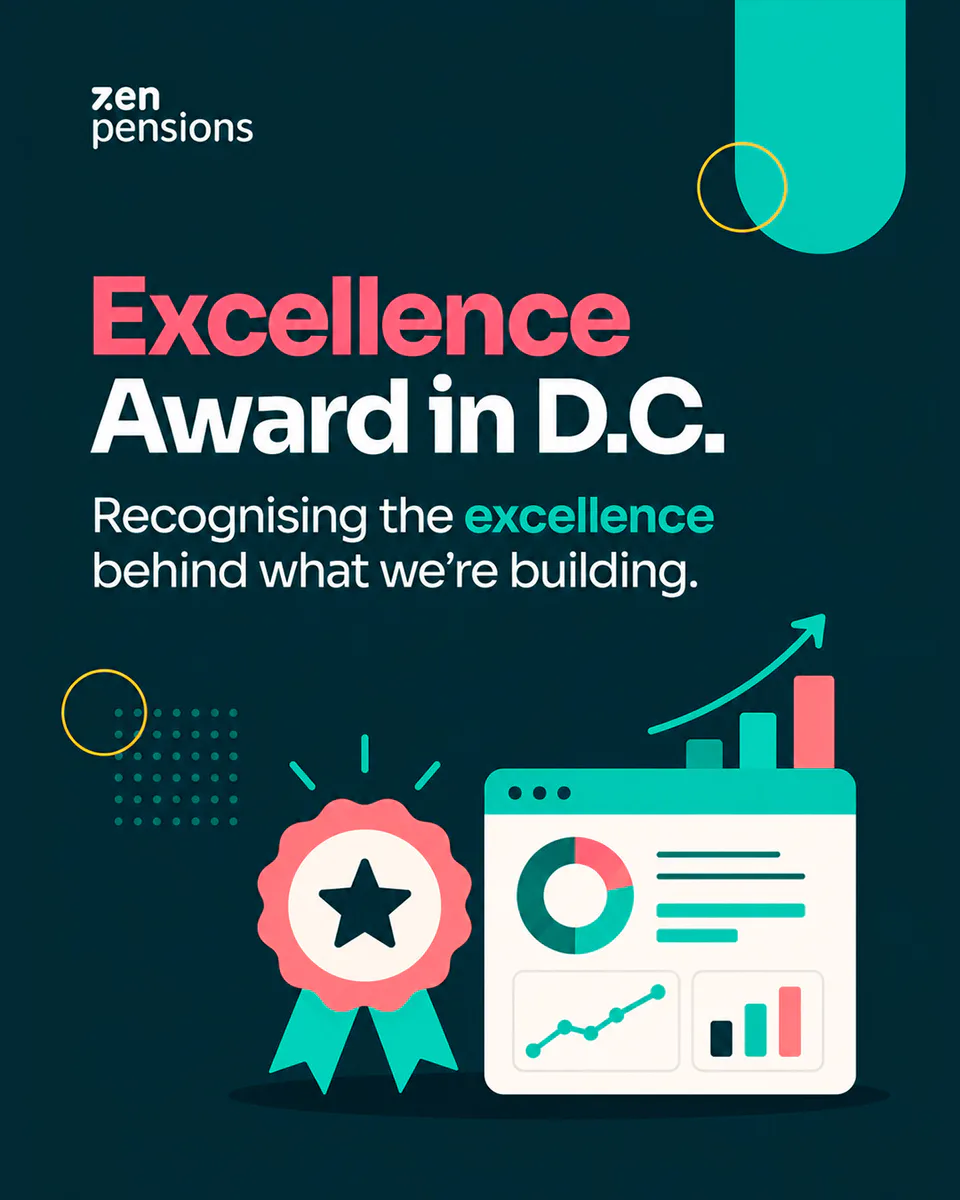 zen
pensions
Excellence
Award in D.C.
Recognising the excellence
behind what we’re building.